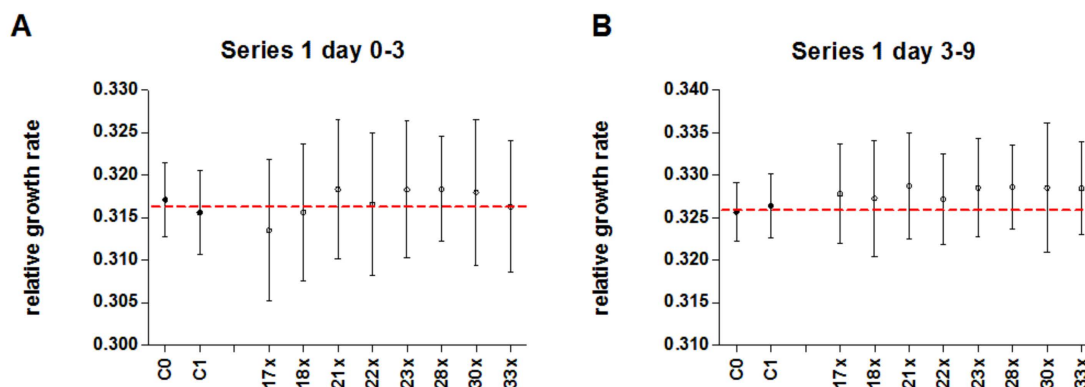 A
Series 1 day 0-3
relative growth rate
0.330
0.325
0.320
0.315
0.310
0.305
0.300
C0
C1
17x
18x
21x
22x
23x
28x
30x
33x
B
Series 1 day 3-9
relative growth rate
0.340
0.335
0.330
0.325
0.320
0.315
0.310
C0
C1
17x
18x
21x
22x
23x
28x
30x
33x